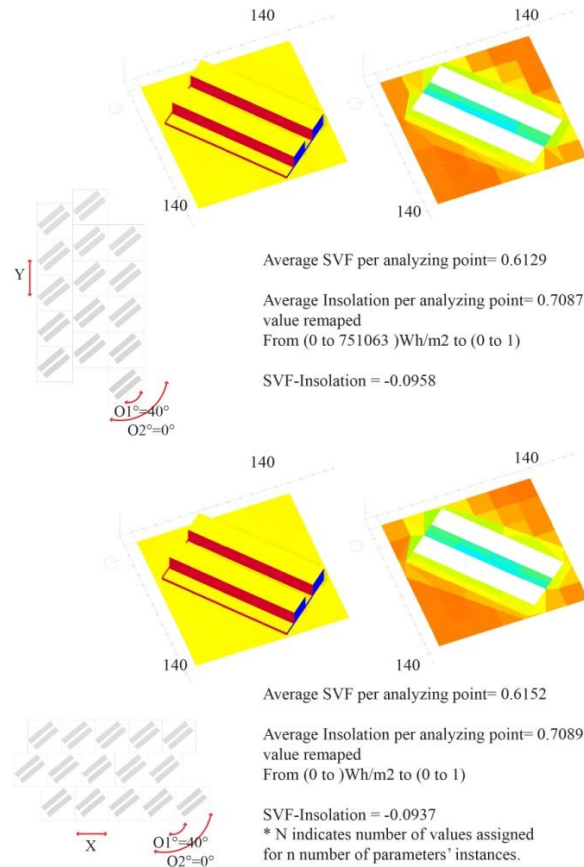 140
140
140
140
Average SVF per analyzing point= 0.6129
Average Insolation per analyzing point= 0.7087
value remaped
From (0 to 751063 )Wh/m2 to (0 to 1)
SVF-Insolation = -0.0958
Y
O1°=40°
O2°=0°
140
140
140
140
Average SVF per analyzing point= 0.6152
Average Insolation per analyzing point= 0.7089
value remaped
From (0 to )Wh/m2 to (0 to 1)
SVF-Insolation = -0.0937
* N indicates number of values assigned
for n number of parameters’ instances.
X
O1°=40°
O2°=0°